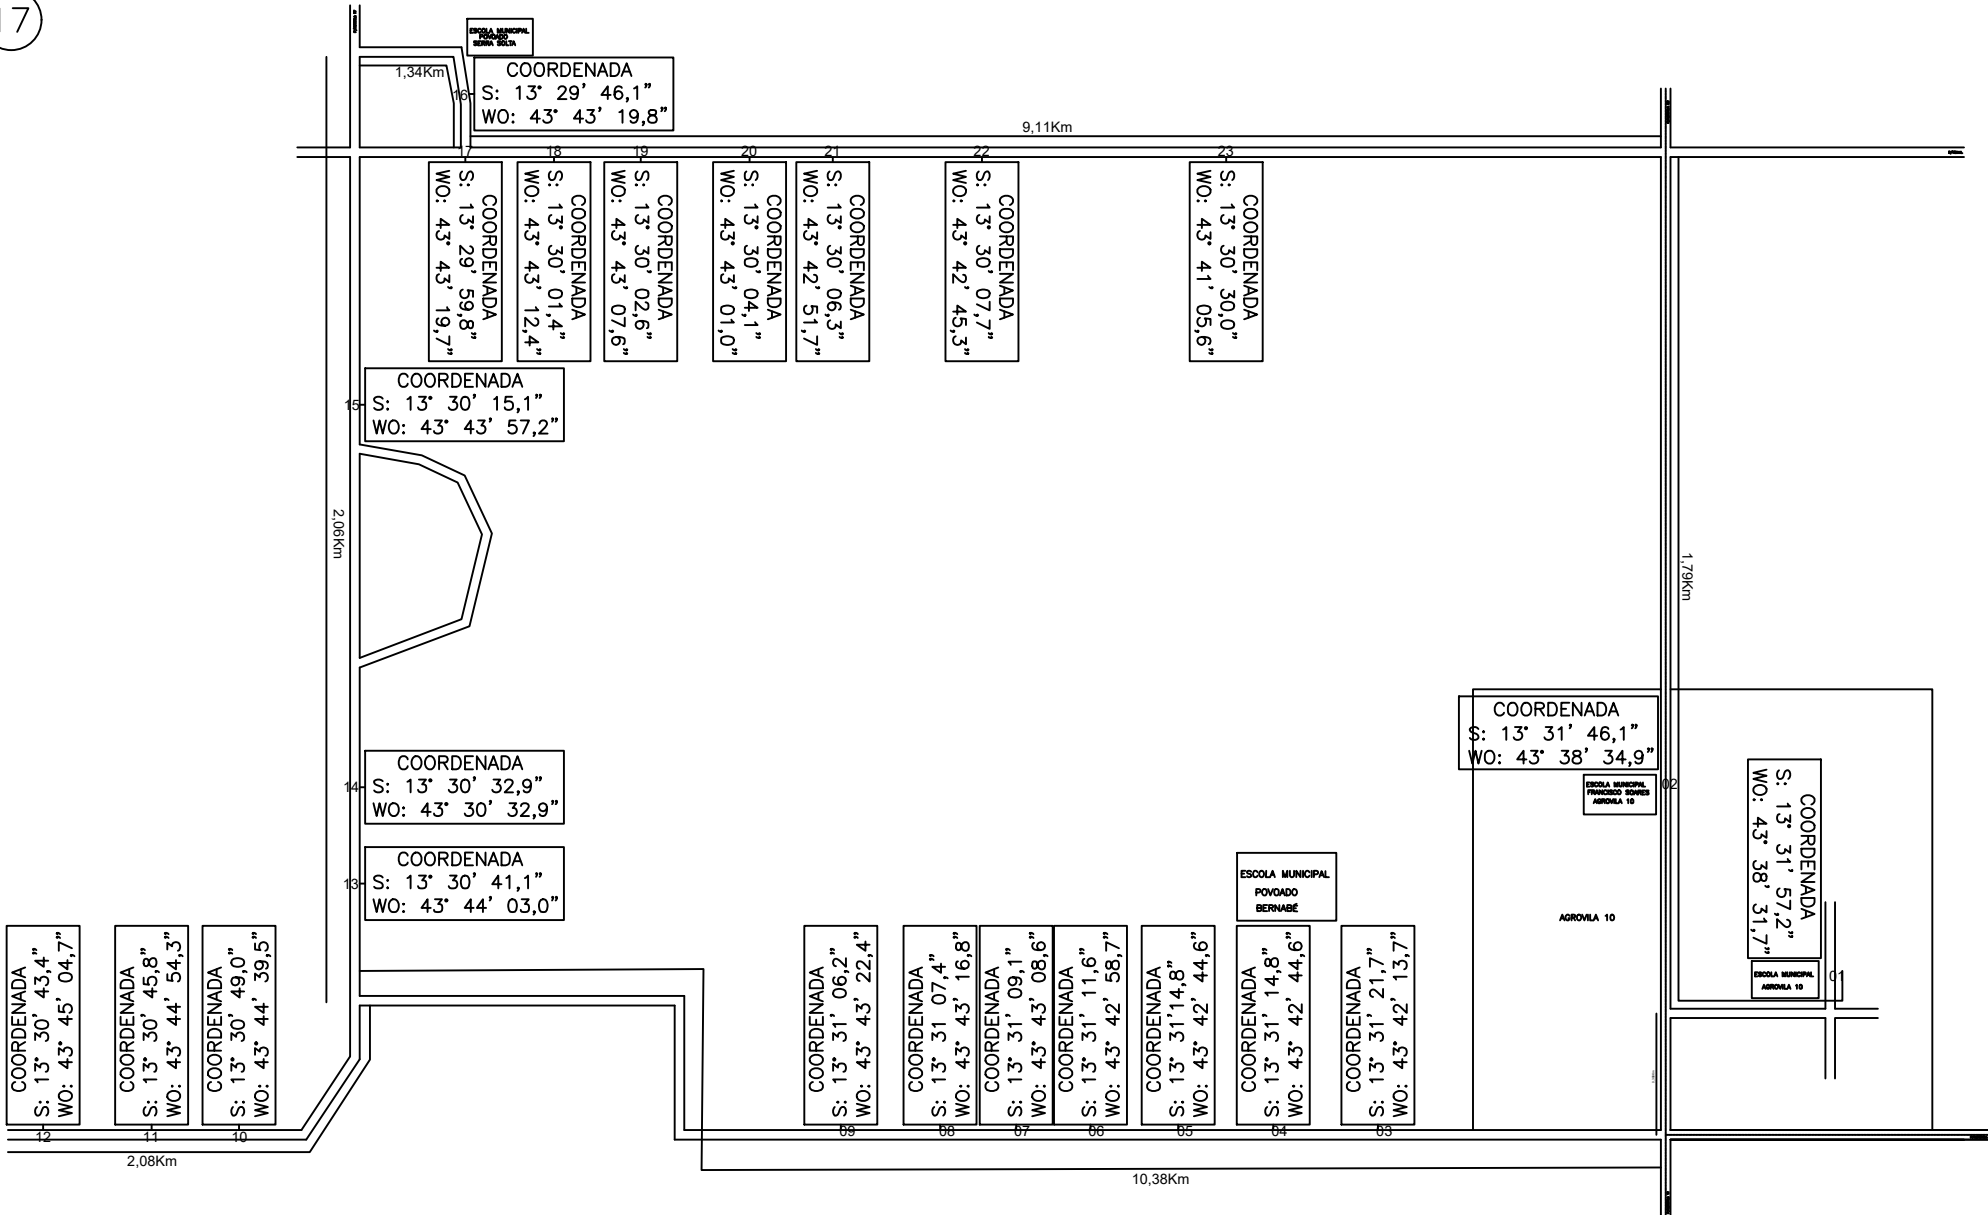 17
ESCOLA MUNICIPAL
POVOADO
SERRA SOLTA
1,34Km
16
COORDENADA
S: 13° 29' 46,1"
WO: 43° 43' 19,8"
9,11Km
17
18
19
20
21
22
23
COORDENADA
S: 13° 29' 59,8"
WO: 43° 43' 19,7"
COORDENADA
S: 13° 30' 01,4"
WO: 43° 43' 12,4"
COORDENADA
S: 13° 30' 02,6"
WO: 43° 43' 07,6"
COORDENADA
S: 13° 30' 04,1"
WO: 43° 43' 01,0"
COORDENADA
S: 13° 30' 06,3"
WO: 43° 42' 51,7"
COORDENADA
S: 13° 30' 07,7"
WO: 43° 42' 45,3"
COORDENADA
S: 13° 30' 30,0"
WO: 43° 41' 05,6"
15
COORDENADA
S: 13° 30' 15,1"
WO: 43° 43' 57,2"
2,06Km
1,79Km
14
COORDENADA
S: 13° 30' 32,9"
WO: 43° 30' 32,9"
13
COORDENADA
S: 13° 30' 41,1"
WO: 43° 44' 03,0"
COORDENADA
S: 13° 31' 46,1"
WO: 43° 38' 34,9"
02
ESCOLA MUNICIPAL
FRANCISCO SOARES
AGROVILA 10
COORDENADA
S: 13° 31' 57,2"
WO: 43° 38' 31,7"
ESCOLA MUNICIPAL
AGROVILA 10
01
AGROVILA 10
ESCOLA MUNICIPAL
POVOADO
BERNABÉ
COORDENADA
S: 13° 30' 43,4"
WO: 43° 45' 04,7"
COORDENADA
S: 13° 30' 45,8"
WO: 43° 44' 54,3"
COORDENADA
S: 13° 30' 49,0"
WO: 43° 44' 39,5"
COORDENADA
S: 13° 31' 06,2"
WO: 43° 43' 22,4"
COORDENADA
S: 13° 31 07,4"
WO: 43° 43' 16,8"
COORDENADA
S: 13° 31' 09,1"
WO: 43° 43' 08,6"
COORDENADA
S: 13° 31' 11,6"
WO: 43° 42' 58,7"
COORDENADA
S: 13° 31'14,8"
WO: 43° 42' 44,6"
COORDENADA
S: 13° 31' 14,8"
WO: 43° 42' 44,6"
COORDENADA
S: 13° 31' 21,7"
WO: 43° 42' 13,7"
12
11
10
09
08
07
06
05
04
03
2,08Km
10,38Km